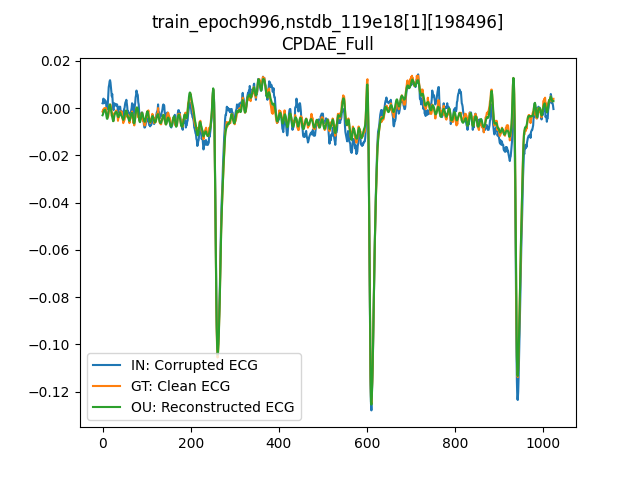 train_epoch996,nstdb_119e18[1][198496]
CPDAE_Full
0.02
0.00
−0.02
−0.04
−0.06
−0.08
−0.10
−0.12
IN: Corrupted ECG
GT: Clean ECG
OU: Reconstructed ECG
0 200 400 600 800 1000